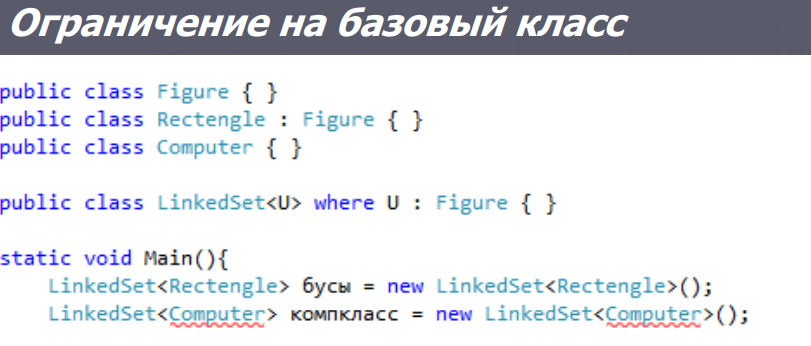 Ограничение на базовый класс
public class Figure { }
public class Rectengle : Figure { }
public class Computer { }
public class LinkedSet<U> where U : Figure { }
static void Main(){
LinkedSet<Rectengle> бусы = new LinkedSet<Rectengle>();
LinkedSet<Computer> компкласс = new LinkedSet<Computer>();